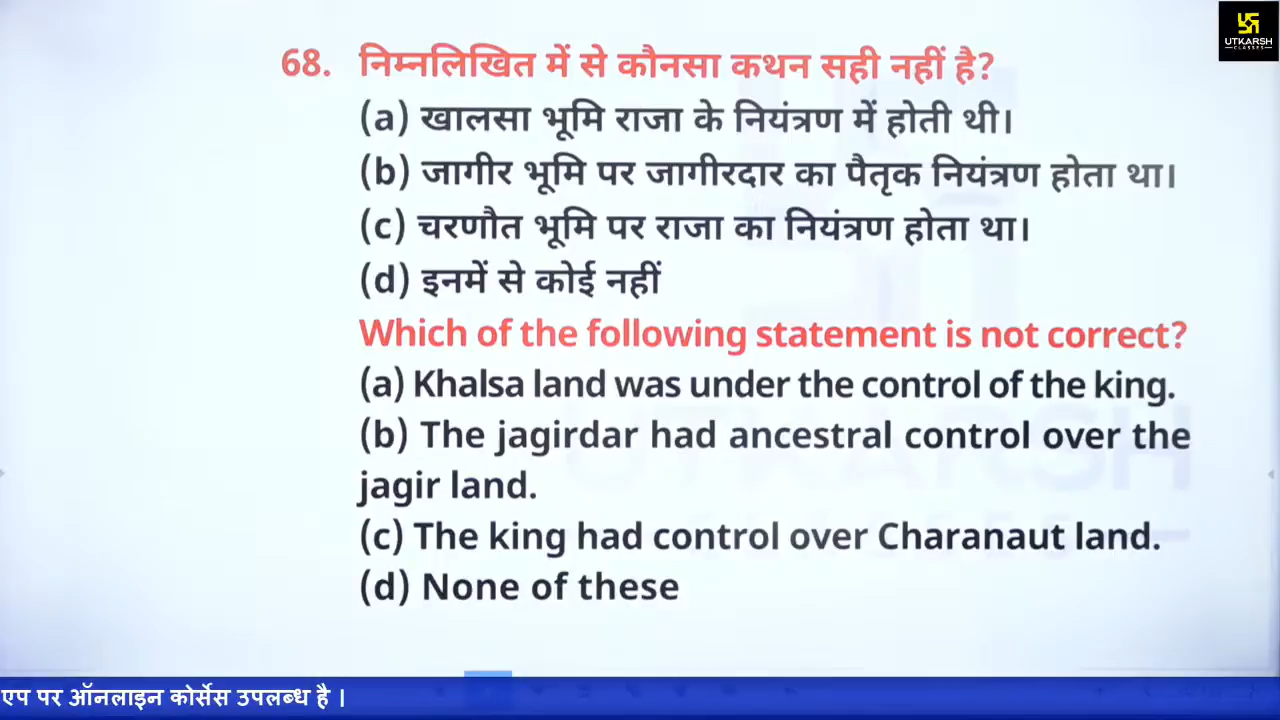 UTKARSH
CLASSES
68. निम्नलिखित में से कौनसा कथन सही नहीं है?
(a) खालसा भूमि राजा के नियंत्रण में होती थी।
(b) जागीर भूमि पर जागीरदार का पैतृक नियंत्रण होता था।
(c) चरणौत भूमि पर राजा का नियंत्रण होता था।
(d) इनमें से कोई नहीं
Which of the following statement is not correct?
(a) Khalsa land was under the control of the king.
(b) The jagirdar had ancestral control over the
jagir land.
(c) The king had control over Charanaut land.
(d) None of these
एप पर ऑनलाइन कोर्सेस उपलब्ध है ।